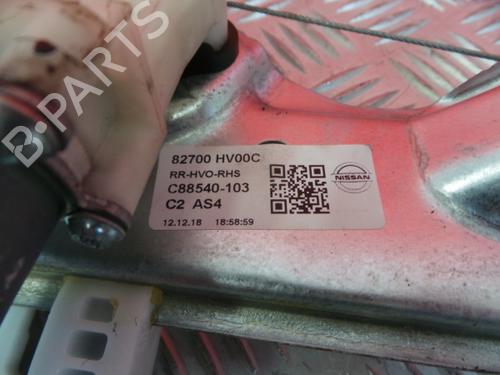 B-PARTS
82700 HV00C
RR-HVO-RHS
C88540-103
C2 AS4
12.12.18 18:58:59
NISSAN